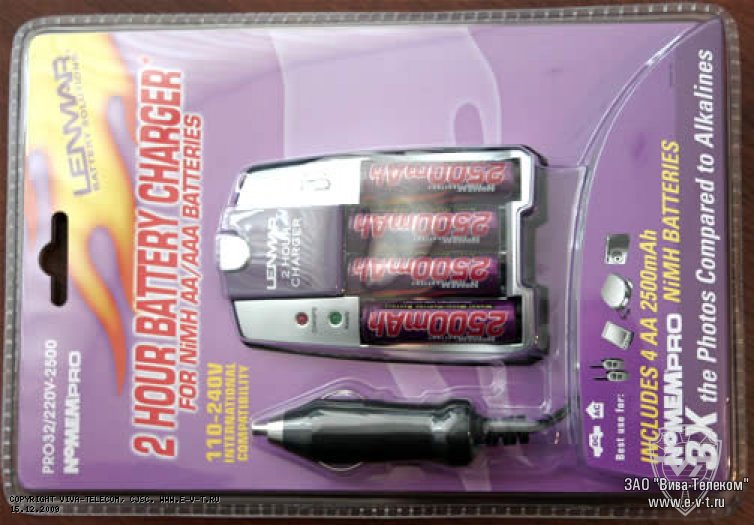 LENMAR
BATTERY SOLUTIONS
2 HOUR BATTERY CHARGER
FOR NiMH AA/AAA BATTERIES
110-240V
INTERNATIONAL
COMPATIBILITY
PRO32/220V-2500
NoMEMPRO
LENMAR
2 HOUR
CHARGER
2500mAh
2500mAh
2500mAh
2500mAh
Best use for:
INCLUDES 4 AA 2500mAh
NoMEMPRO NiMH BATTERIES
3X the Photos Compared to Alkalines
DC
AC
ЗАО "Вива-Телеком"
www.e-v-t.ru
COPYRIGHT VIVA-TELECOM, CJSC, WWW.E-V-T.RU
15.12.2009